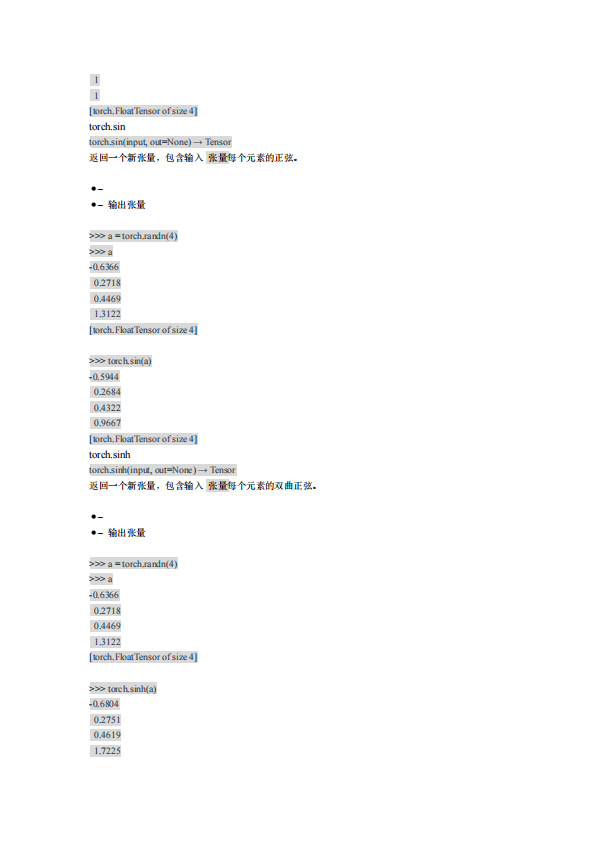 1
1
[torch.FloatTensor of size 4]
torch.sin
torch.sin(input, out=None) → Tensor
返回一个新张量，包含输入 张量每个元素的正弦。
●–
●– 输出张量
>>> a = torch.randn(4)
>>> a
-0.6366
0.2718
0.4469
1.3122
[torch.FloatTensor of size 4]
>>> torch.sin(a)
-0.5944
0.2684
0.4322
0.9667
[torch.FloatTensor of size 4]
torch.sinh
torch.sinh(input, out=None) → Tensor
返回一个新张量，包含输入 张量每个元素的双曲正弦。
●–
●– 输出张量
>>> a = torch.randn(4)
>>> a
-0.6366
0.2718
0.4469
1.3122
[torch.FloatTensor of size 4]
>>> torch.sinh(a)
-0.6804
0.2751
0.4619
1.7225